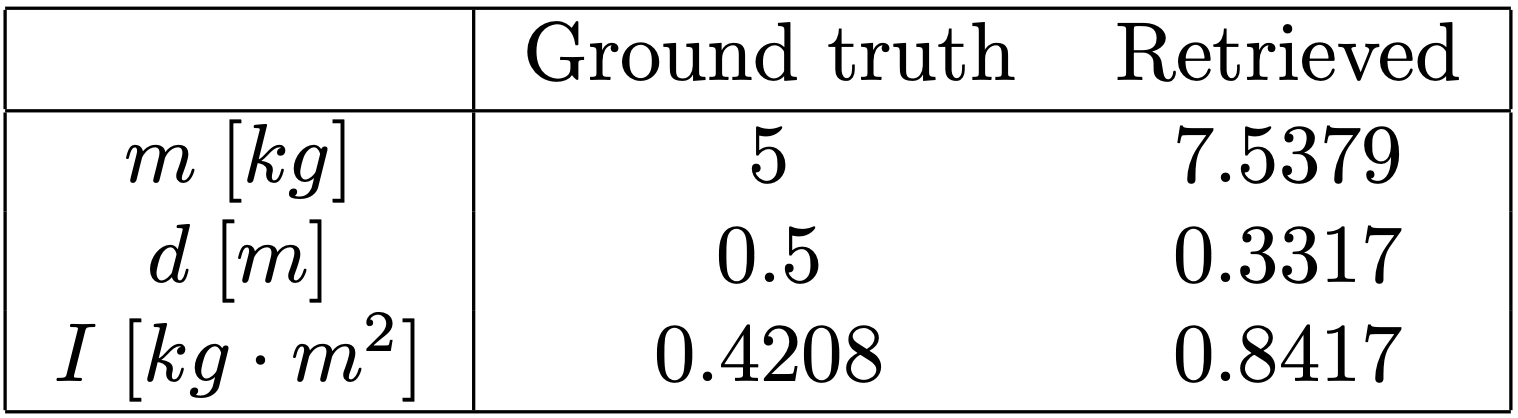 Ground truth Retrieved
m [kg] 5 7.5379
d [m] 0.5 0.3317
I [kg · m²] 0.4208 0.8417